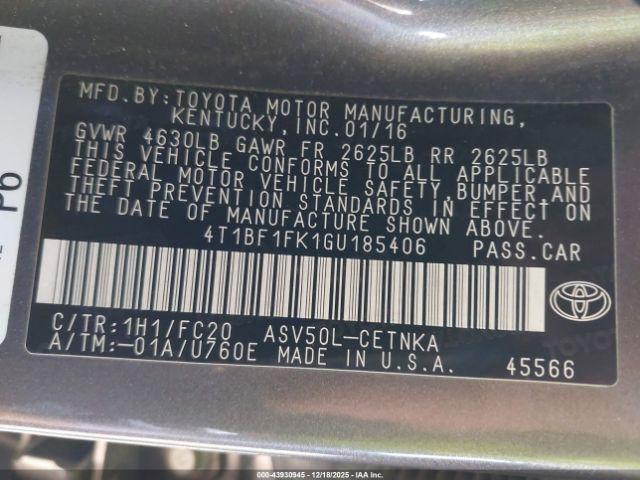 MFD.BY:TOYOTA MOTOR MANUFACTURING,
KENTUCKY,INC.01/16
GVWR 4630LB GAWR FR 2625LB RR 2625LB
THIS VEHICLE CONFORMS TO ALL APPLICABLE
FEDERAL MOTOR VEHICLE SAFETY,BUMPER,AND
THEFT PREVENTION STANDARDS IN EFFECT ON
THE DATE OF MANUFACTURE SHOWN ABOVE.
4T1BF1FK1GU185406 PASS.CAR
C/TR:1H1/FC20 ASV50L-CETNKA
A/TM:-01A/U760E MADE IN U.S.A. 45566
P6
000-43930945 - 12/18/2025 - IAA Inc.